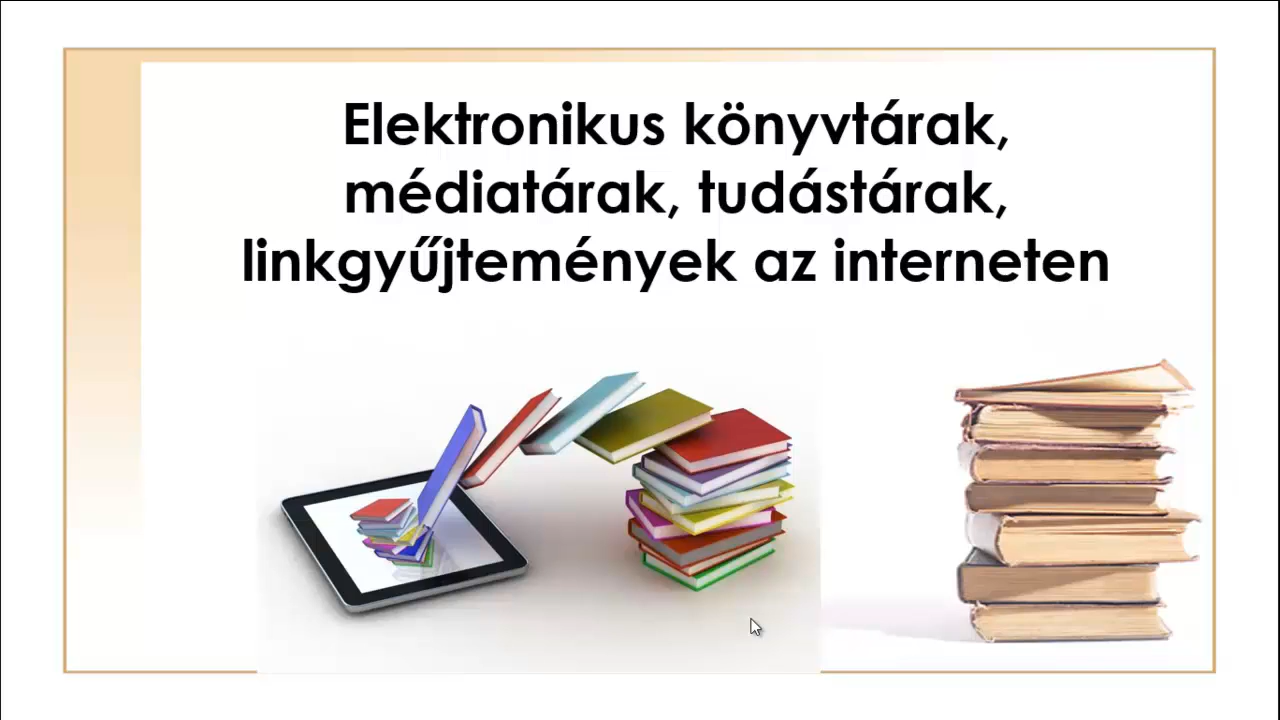 Elektronikus könyvtárak,
médiatárak, tudástárak,
linkgyűjtemények az interneten